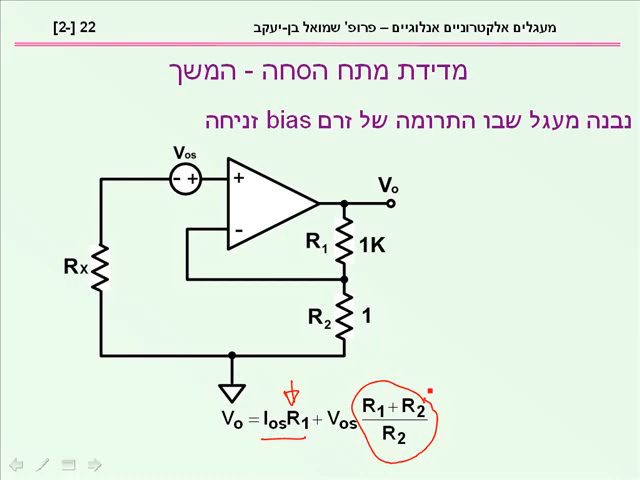 מעגלים אלקטרוניים אנלוגיים – פרופ' שמואל בן-יעקב
22 [-2]
מדידת מתח הסחה - המשך
נבנה מעגל שבו התרומה של זרם bias זניחה
Vos
- +
+
-
Vo
R1 1K
Rx
R2 1
Vo = IosR1 + Vos (R1 + R2) / R2